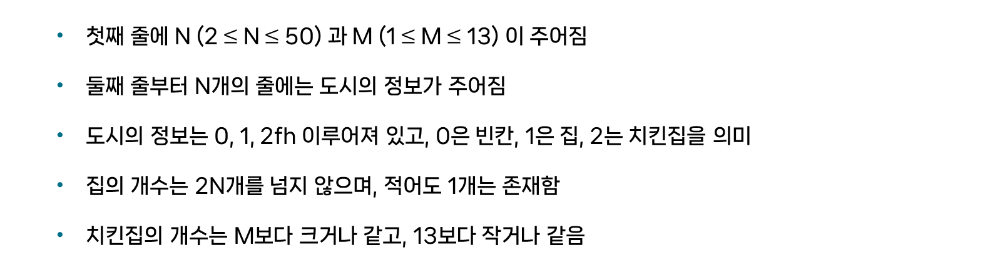 • 첫째 줄에 N (2 ≤ N ≤ 50) 과 M (1 ≤ M ≤ 13) 이 주어짐
• 둘째 줄부터 N개의 줄에는 도시의 정보가 주어짐
• 도시의 정보는 0, 1, 2fh 이루어져 있고, 0은 빈칸, 1은 집, 2는 치킨집을 의미
• 집의 개수는 2N개를 넘지 않으며, 적어도 1개는 존재함
• 치킨집의 개수는 M보다 크거나 같고, 13보다 작거나 같음